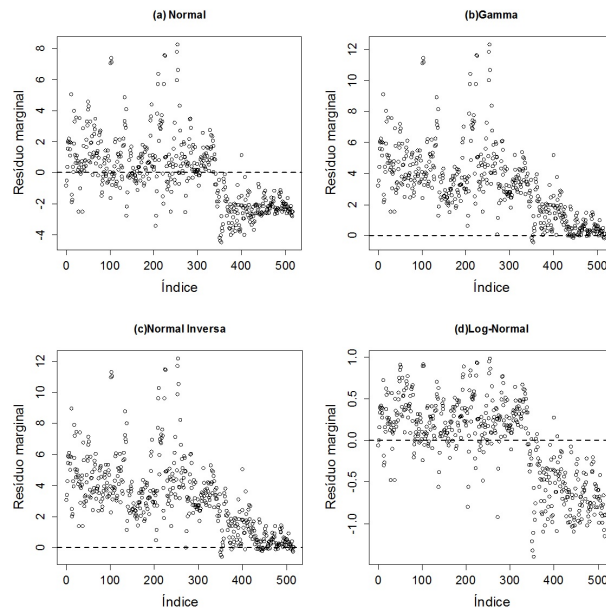 (a) Normal
Resíduo marginal
8
6
4
2
0
-2
-4
0 100 200 300 400 500
Índice
(b)Gamma
Resíduo marginal
12
10
8
6
4
2
0
0 100 200 300 400 500
Índice
(c)Normal Inversa
Resíduo marginal
12
10
8
6
4
2
0
0 100 200 300 400 500
Índice
(d)Log-Normal
Resíduo marginal
1.0
0.5
0.0
-0.5
-1.0
0 100 200 300 400 500
Índice